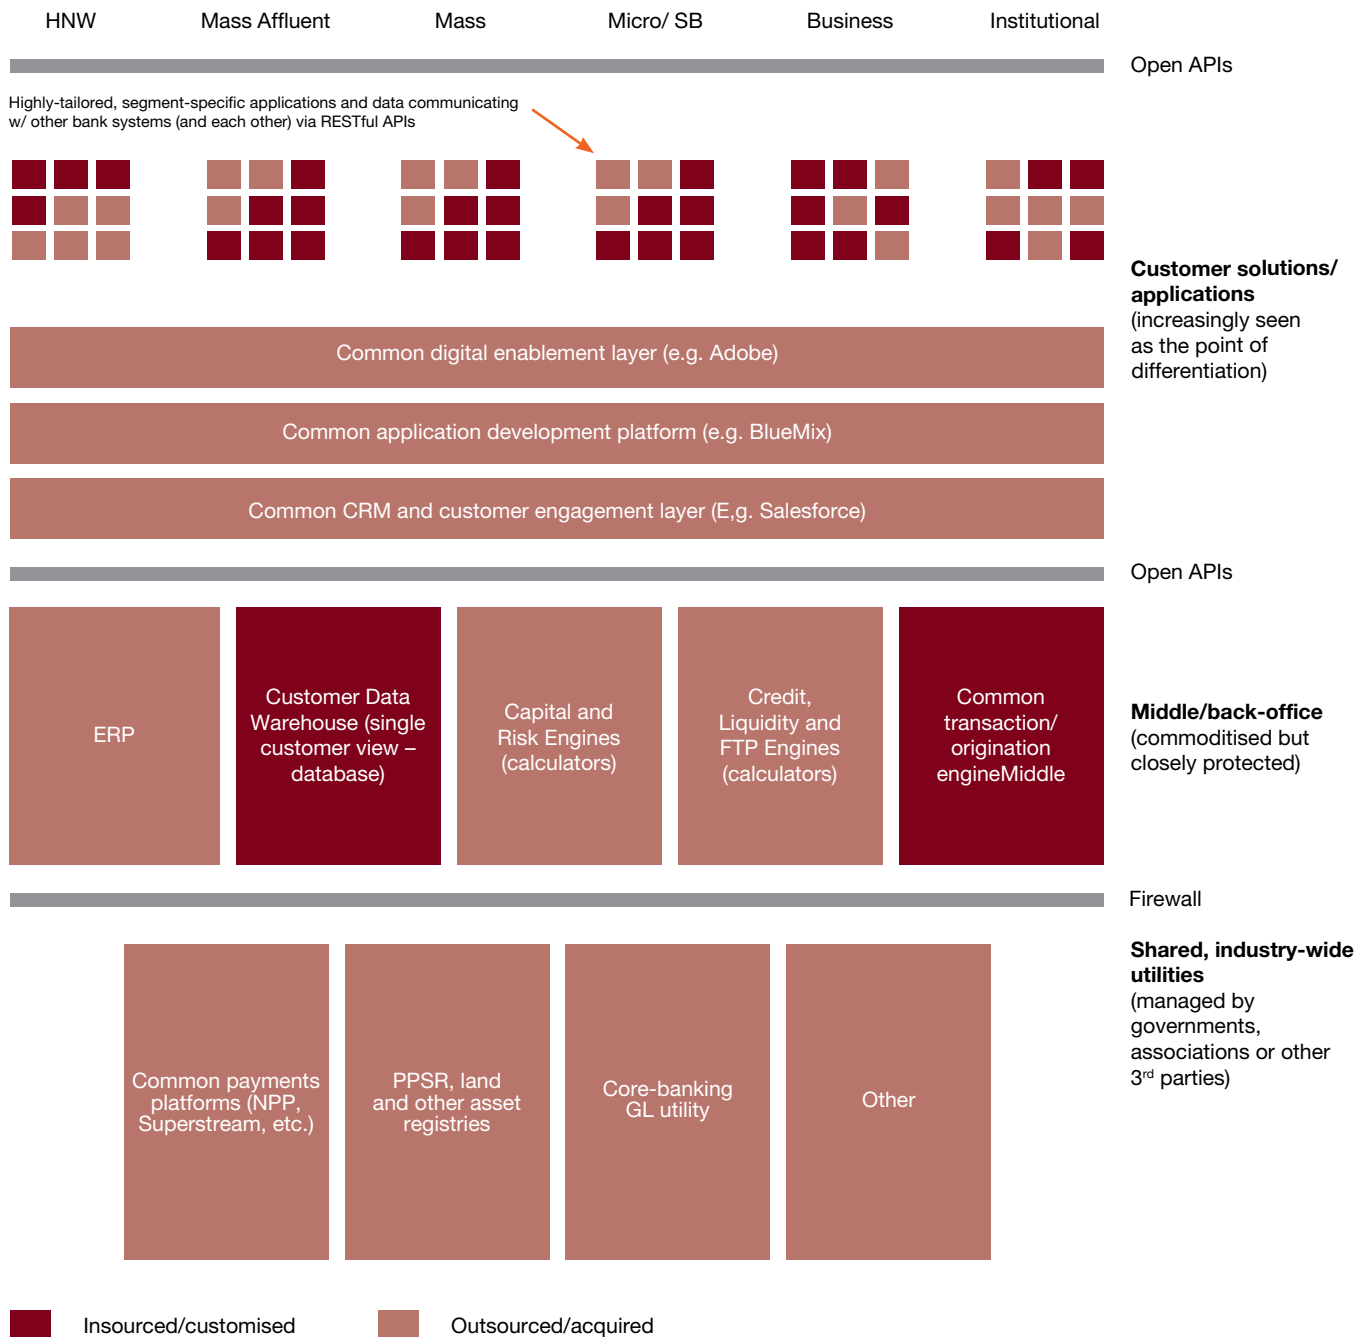 HNW
Mass Affluent
Mass
Micro/ SB
Business
Institutional
Open APIs
Highly-tailored, segment-specific applications and data communicating
w/ other bank systems (and each other) via RESTful APIs
Customer solutions/
applications
(increasingly seen
as the point of
differentiation)
Common digital enablement layer (e.g. Adobe)
Common application development platform (e.g. BlueMix)
Common CRM and customer engagement layer (E,g. Salesforce)
Open APIs
ERP
Customer Data
Warehouse (single
customer view –
database)
Capital and
Risk Engines
(calculators)
Credit,
Liquidity and
FTP Engines
(calculators)
Common
transaction/
origination
engineMiddle
Middle/back-office
(commoditised but
closely protected)
Firewall
Shared, industry-wide
utilities
(managed by
governments,
associations or other
3rd parties)
Common payments
platforms (NPP,
Superstream, etc.)
PPSR, land
and other asset
registries
Core-banking
GL utility
Other
Insourced/customised
Outsourced/acquired